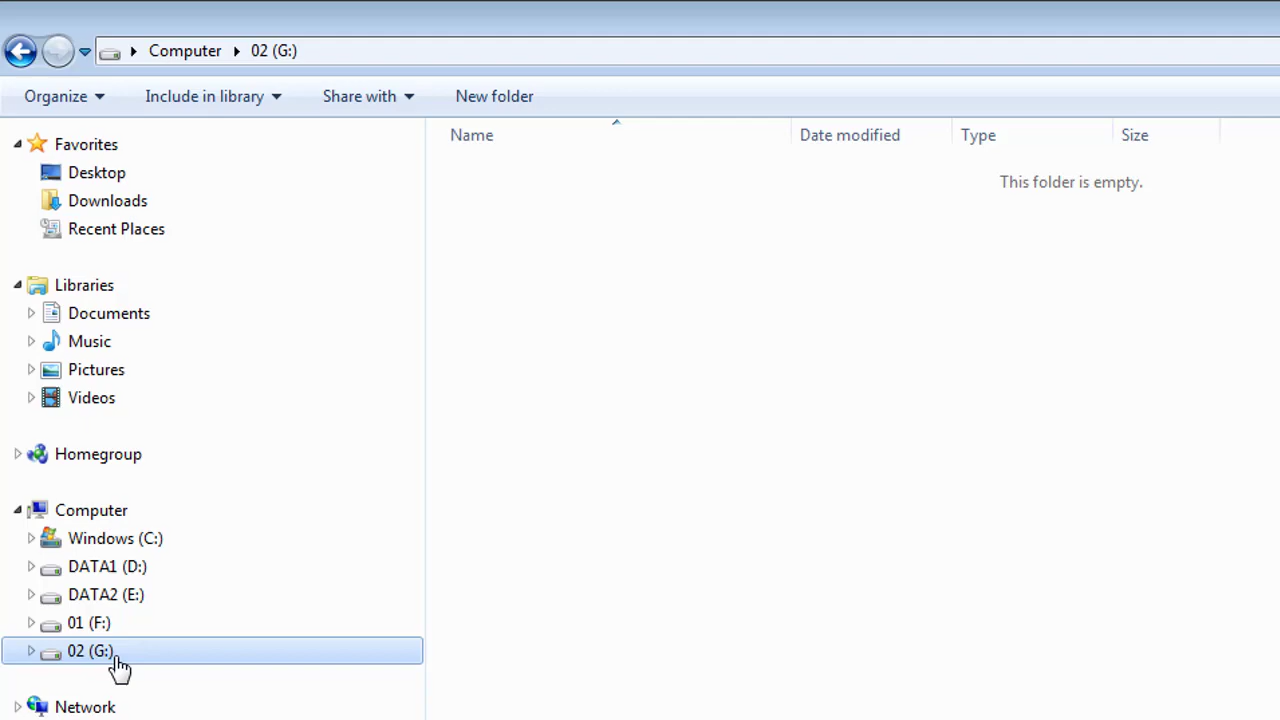 Computer 02 (G:)
Organize Include in library Share with New folder
Name Date modified Type Size
This folder is empty.
Favorites
Desktop
Downloads
Recent Places
Libraries
Documents
Music
Pictures
Videos
Homegroup
Computer
Windows (C:)
DATA1 (D:)
DATA2 (E:)
01 (F:)
02 (G:)
Network